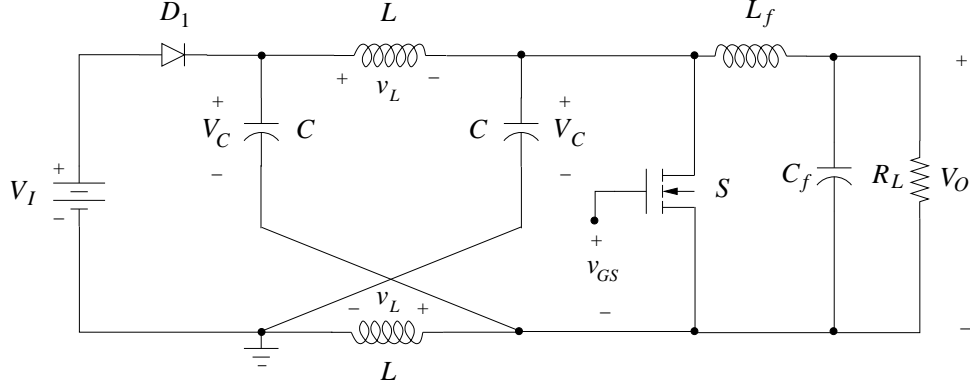 D1 L Lf
+ vL − +
+ VC − C C + VC −
+ VI − S Cf RL VO
+ vGS −
− vL + −
L